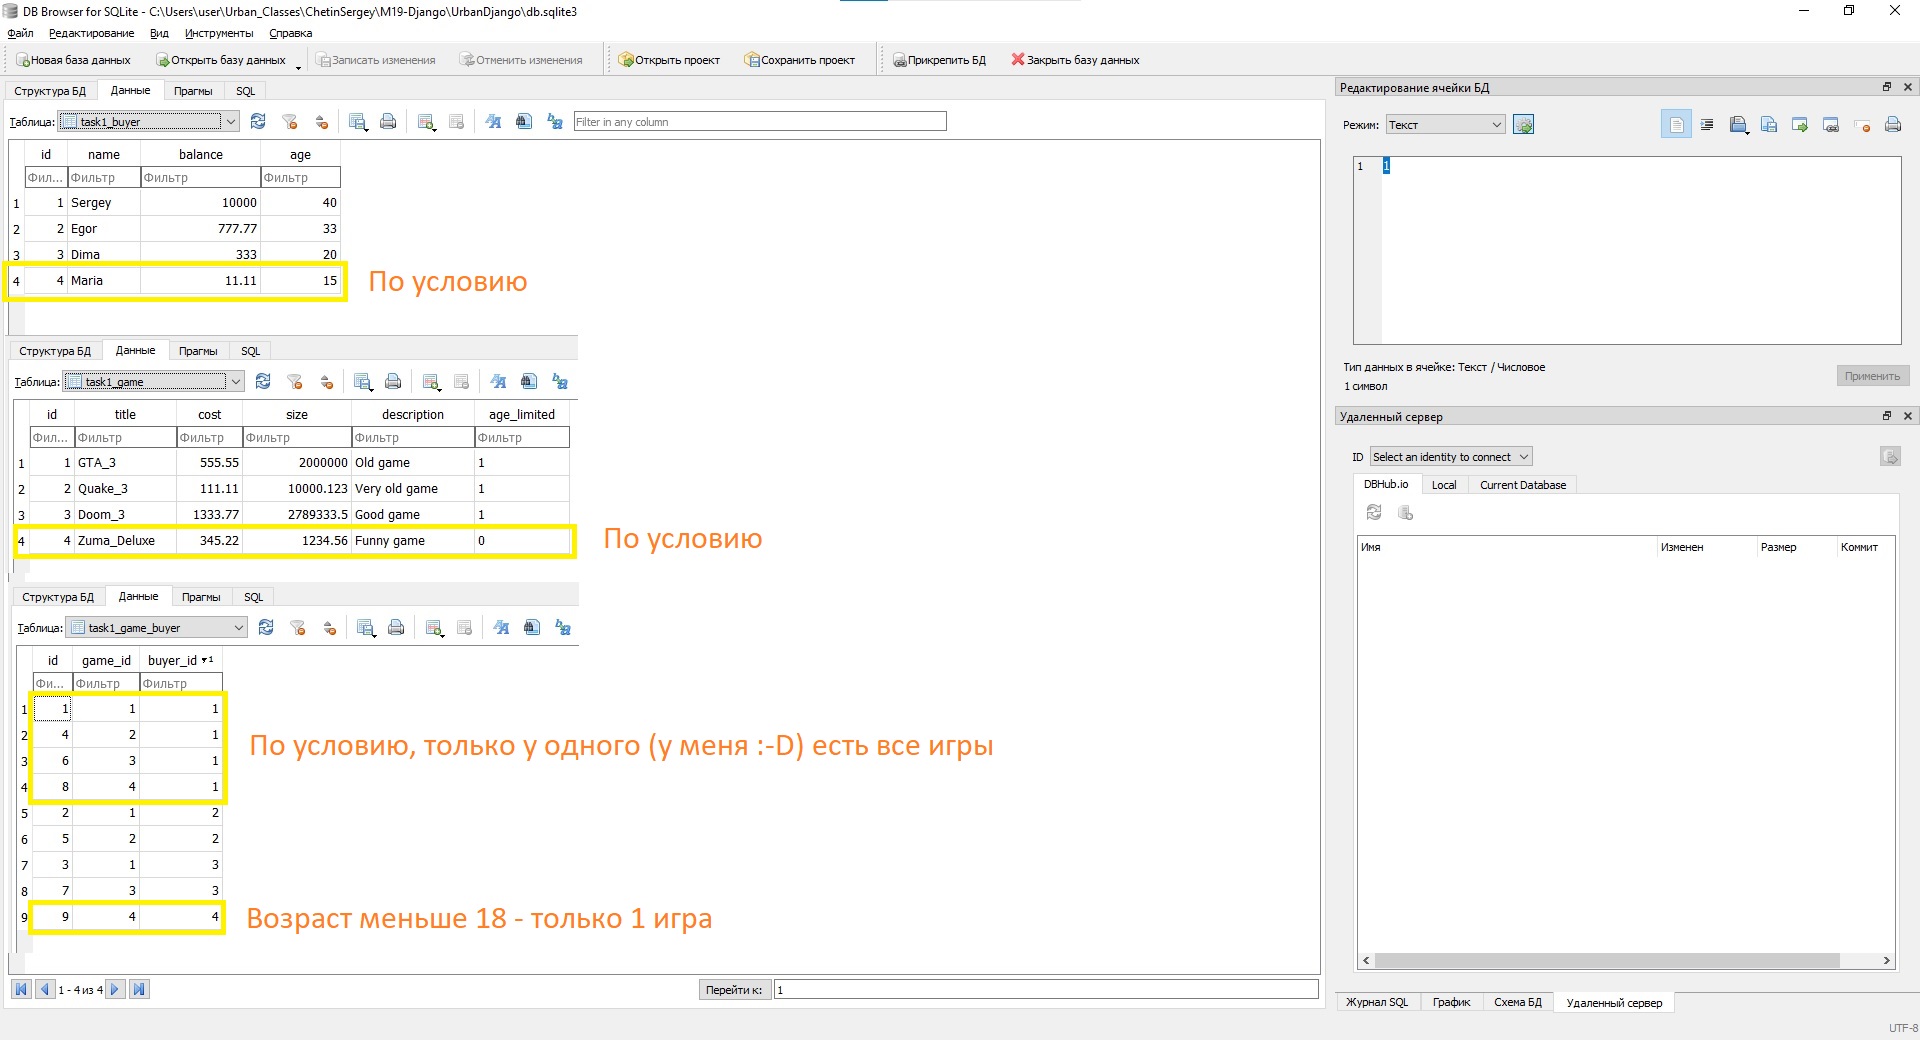 DB Browser for SQLite - C:\Users\user\Urban_Classes\ChetinSergey\M19-Django\UrbanDjango\db.sqlite3
Файл Редактирование Вид Инструменты Справка
Новая база данных Открыть базу данных Записать изменения Отменить изменения Открыть проект Сохранить проект Прикрепить БД Закрыть базу данных
Структура БД Данные Прагмы SQL
Таблица: task1_buyer Filter in any column
id name balance age
Фил... Фильтр Фильтр Фильтр
1 1 Sergey 10000 40
2 2 Egor 777.77 33
3 3 Dima 333 20
4 4 Maria 11.11 15
По условию
Структура БД Данные Прагмы SQL
Таблица: task1_game
id title cost size description age_limited
Фил... Фильтр Фильтр Фильтр Фильтр Фильтр
1 1 GTA_3 555.55 2000000 Old game 1
2 2 Quake_3 111.11 10000.123 Very old game 1
3 3 Doom_3 1333.77 2789333.5 Good game 1
4 4 Zuma_Deluxe 345.22 1234.56 Funny game 0
По условию
Структура БД Данные Прагмы SQL
Таблица: task1_game_buyer
id game_id buyer_id 1
Фи... Фильтр Фильтр
1 1 1 1
2 4 2 1
3 6 3 1
4 8 4 1
По условию, только у одного (у меня :-D) есть все игры
5 2 1 2
6 5 2 2
7 3 1 3
8 7 3 3
9 9 4 4
Возраст меньше 18 - только 1 игра
1 - 4 из 4 Перейти к: 1
Редактирование ячейки БД
Режим: Текст
1 1
Тип данных в ячейке: Текст / Числовое
1 символ
Применить
Удаленный сервер
ID Select an identity to connect
DBHub.io Local Current Database
Имя Изменен Размер Коммит
Журнал SQL График Схема БД Удаленный сервер
UTF-8